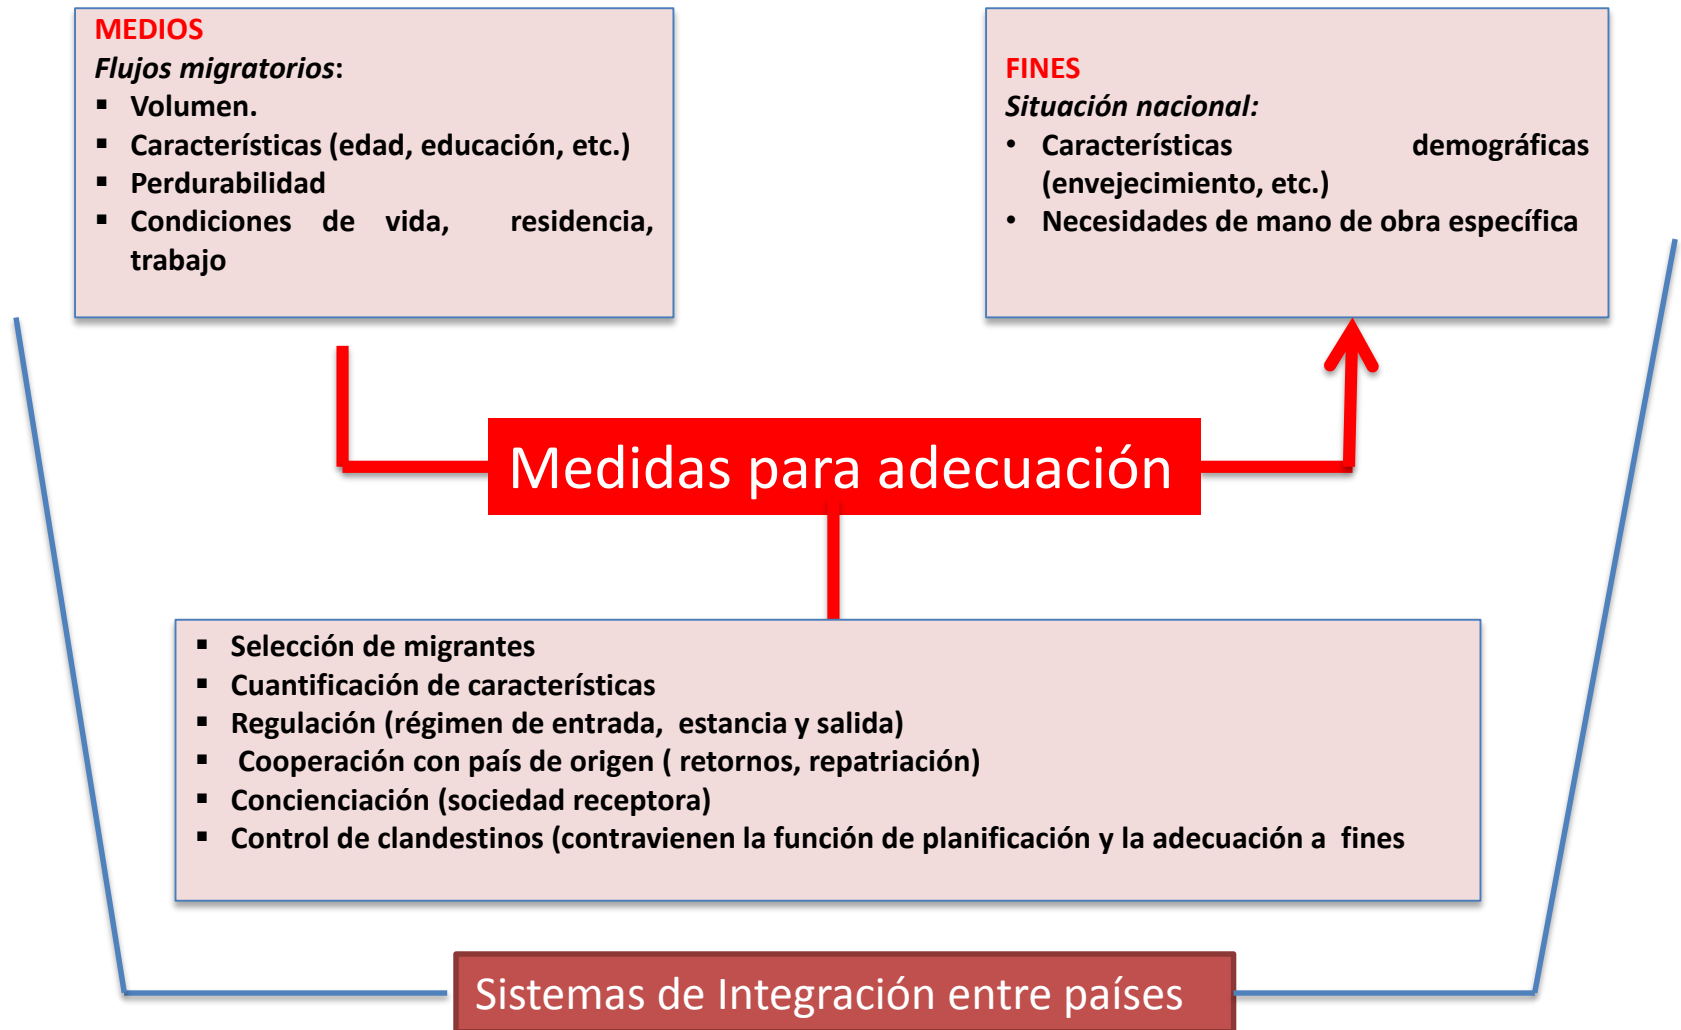 MEDIOS
Flujos migratorios:
▪ Volumen.
▪ Características (edad, educación, etc.)
▪ Perdurabilidad
▪ Condiciones de vida, residencia,
trabajo
FINES
Situación nacional:
• Características demográficas
(envejecimiento, etc.)
• Necesidades de mano de obra específica
Medidas para adecuación
▪ Selección de migrantes
▪ Cuantificación de características
▪ Regulación (régimen de entrada, estancia y salida)
▪ Cooperación con país de origen ( retornos, repatriación)
▪ Concienciación (sociedad receptora)
▪ Control de clandestinos (contravienen la función de planificación y la adecuación a fines
Sistemas de Integración entre países